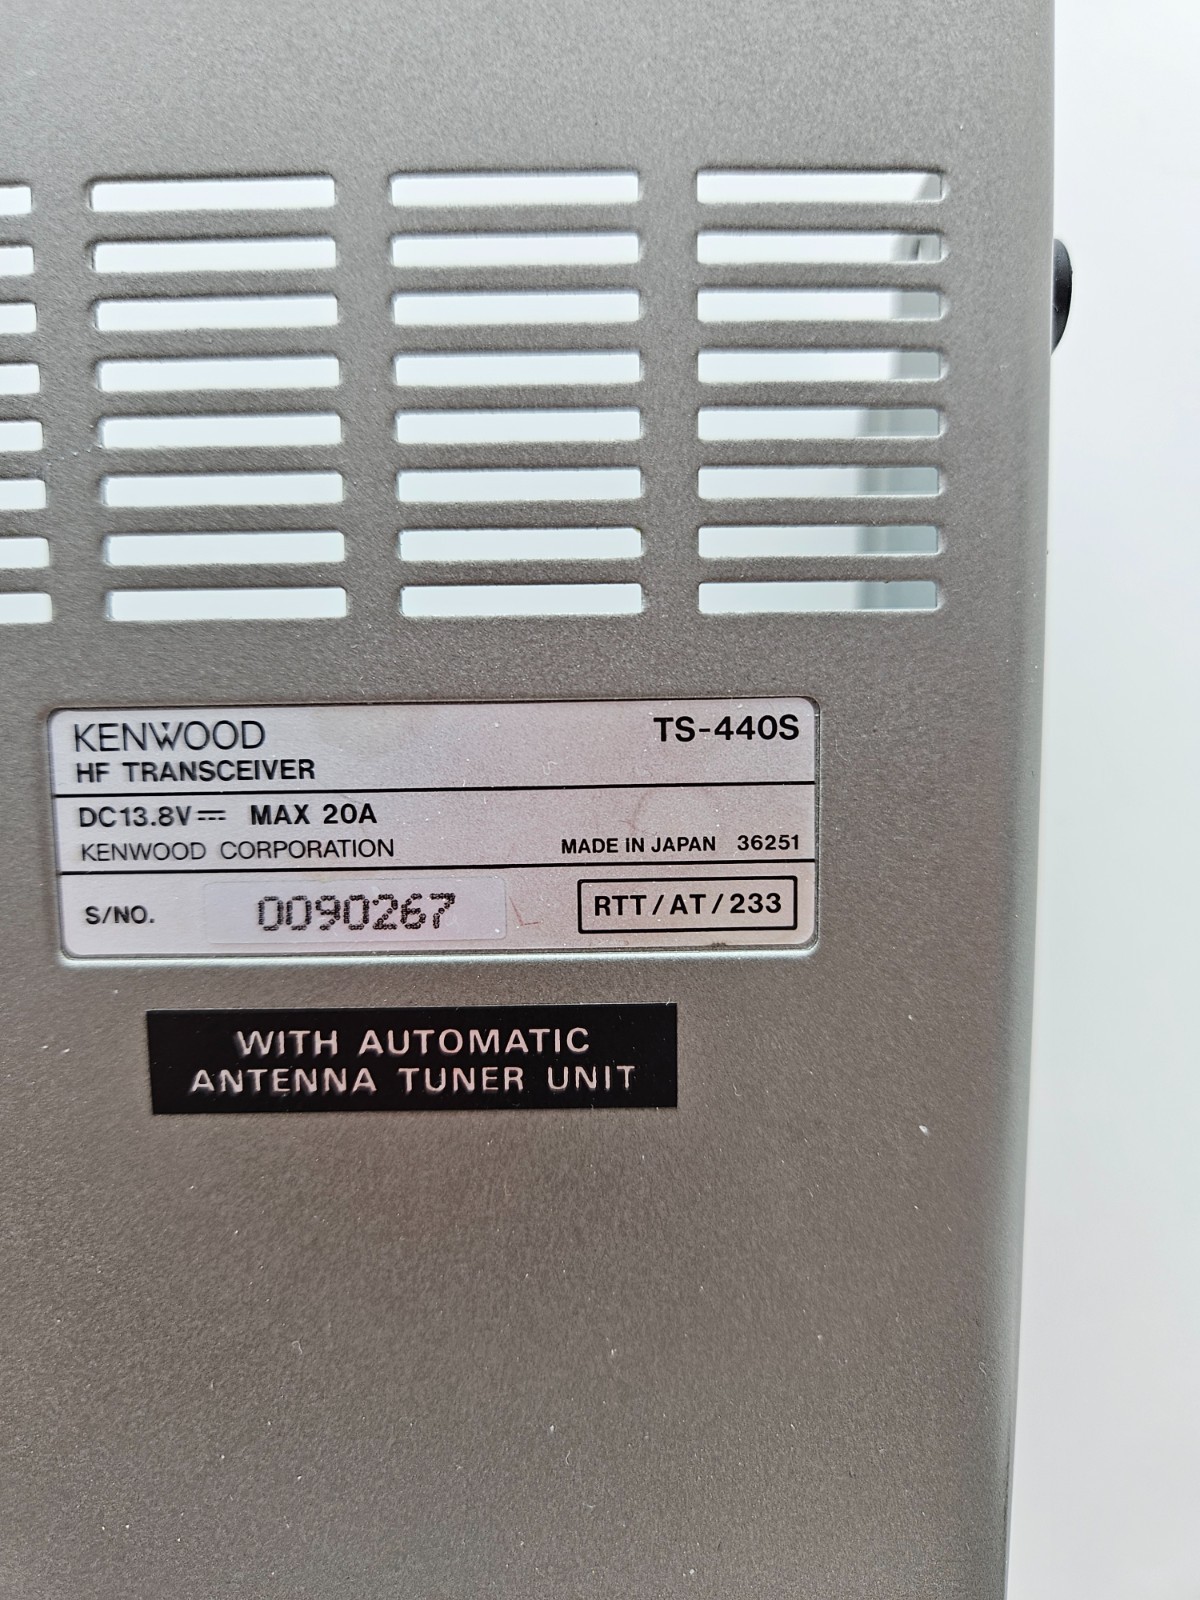 KENWOOD TS-440S
HF TRANSCEIVER
DC13.8V⎓ MAX 20A
KENWOOD CORPORATION MADE IN JAPAN 36251
S/NO. 0090267 RTT/AT/233
WITH AUTOMATIC
ANTENNA TUNER UNIT